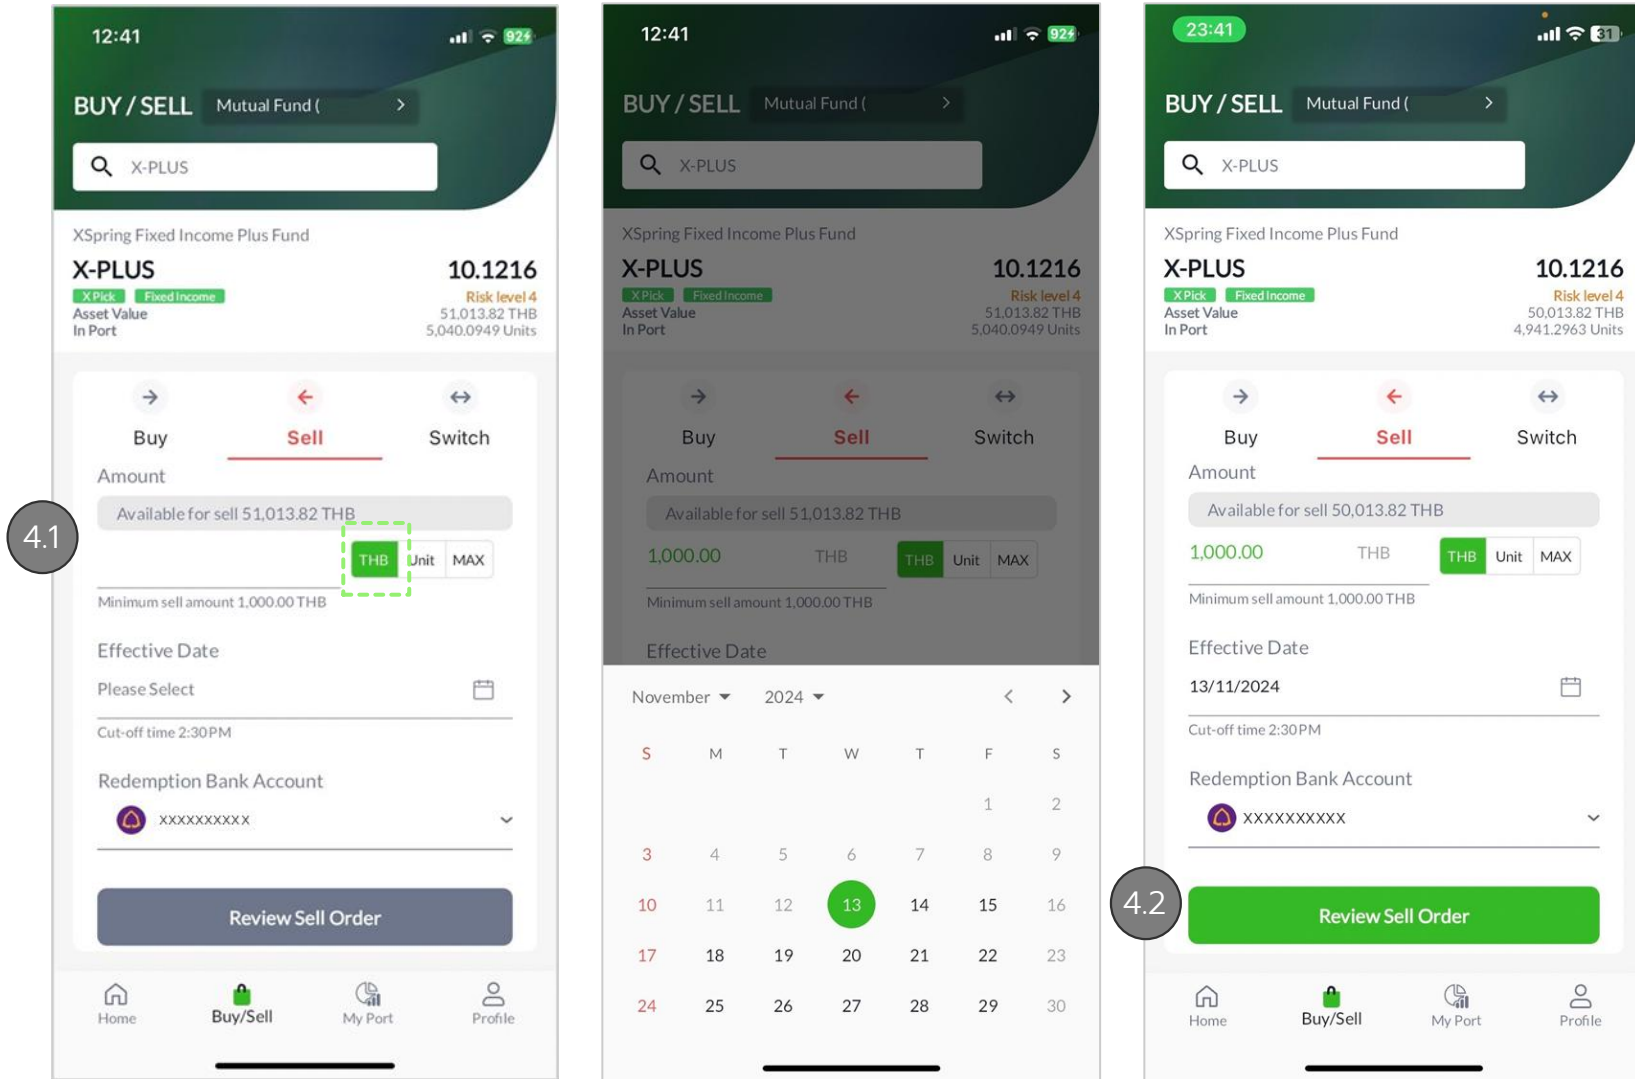 12:41
92
BUY / SELL Mutual Fund ( >
X-PLUS
XSpring Fixed Income Plus Fund
X-PLUS 10.1216
X Pick Fixed Income Risk level 4
Asset Value 51,013.82 THB
In Port 5,040.0949 Units
Buy Sell Switch
Amount
Available for sell 51,013.82 THB
4.1
THB Unit MAX
Minimum sell amount 1,000.00 THB
Effective Date
Please Select
Cut-off time 2:30PM
Redemption Bank Account
xxxxxxxxxx
Review Sell Order
Home Buy/Sell My Port Profile
12:41
92
BUY / SELL Mutual Fund ( >
X-PLUS
XSpring Fixed Income Plus Fund
X-PLUS 10.1216
X Pick Fixed Income Risk level 4
Asset Value 51,013.82 THB
In Port 5,040.0949 Units
Buy Sell Switch
Amount
Available for sell 51,013.82 THB
1,000.00 THB THB Unit MAX
Minimum sell amount 1,000.00 THB
Effective Date
November 2024 < >
S M T W T F S
1 2
3 4 5 6 7 8 9
10 11 12 13 14 15 16
17 18 19 20 21 22 23
24 25 26 27 28 29 30
23:41
31
BUY / SELL Mutual Fund ( >
X-PLUS
XSpring Fixed Income Plus Fund
X-PLUS 10.1216
X Pick Fixed Income Risk level 4
Asset Value 50,013.82 THB
In Port 4,941.2963 Units
Buy Sell Switch
Amount
Available for sell 50,013.82 THB
1,000.00 THB THB Unit MAX
Minimum sell amount 1,000.00 THB
Effective Date
13/11/2024
Cut-off time 2:30PM
Redemption Bank Account
xxxxxxxxxx
4.2
Review Sell Order
Home Buy/Sell My Port Profile